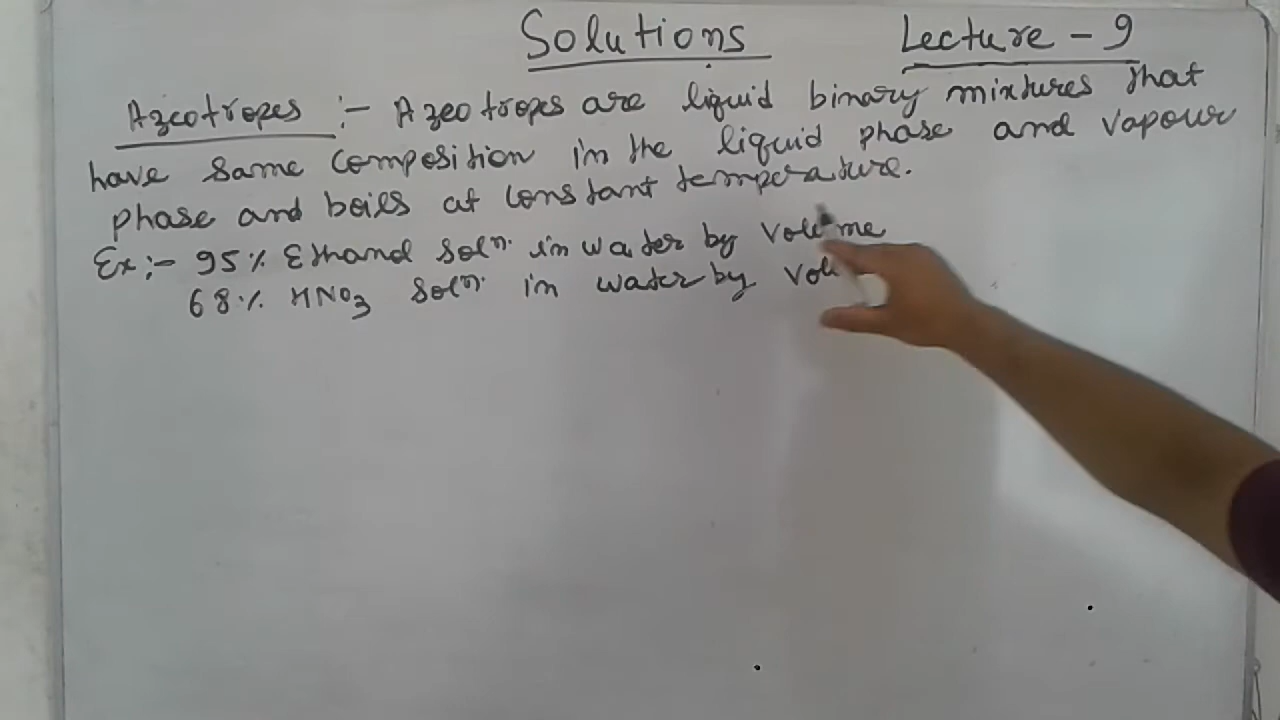 Solutions Lecture - 9
Azeotropes :- Azeotropes are liquid binary mixtures that
have same composition in the liquid phase and vapour
phase and boils at constant temperature.
Ex:- 95% Ethanol solⁿ. in water by volume
68% HNO₃ solⁿ. in water by volu